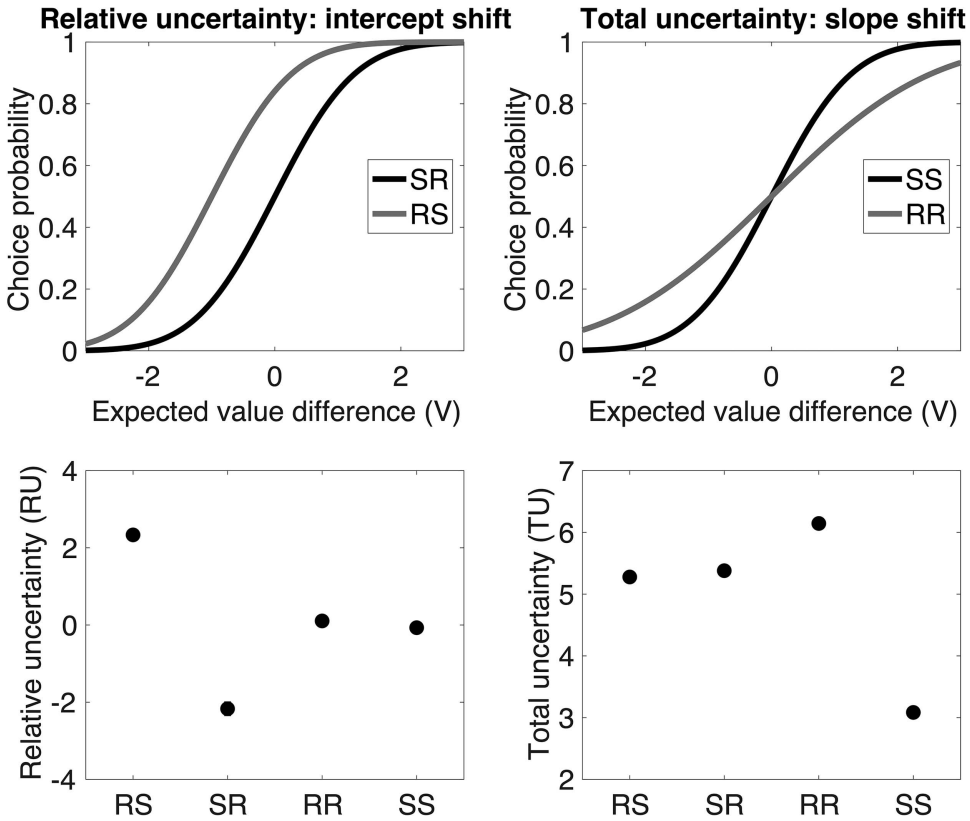 Relative uncertainty: intercept shift
1
0.8
0.6
0.4
0.2
0
Choice probability
SR
RS
-2
0
2
Expected value difference (V)
Total uncertainty: slope shift
1
0.8
0.6
0.4
0.2
0
Choice probability
SS
RR
-2
0
2
Expected value difference (V)
4
2
0
-2
-4
Relative uncertainty (RU)
RS
SR
RR
SS
7
6
5
4
3
2
Total uncertainty (TU)
RS
SR
RR
SS